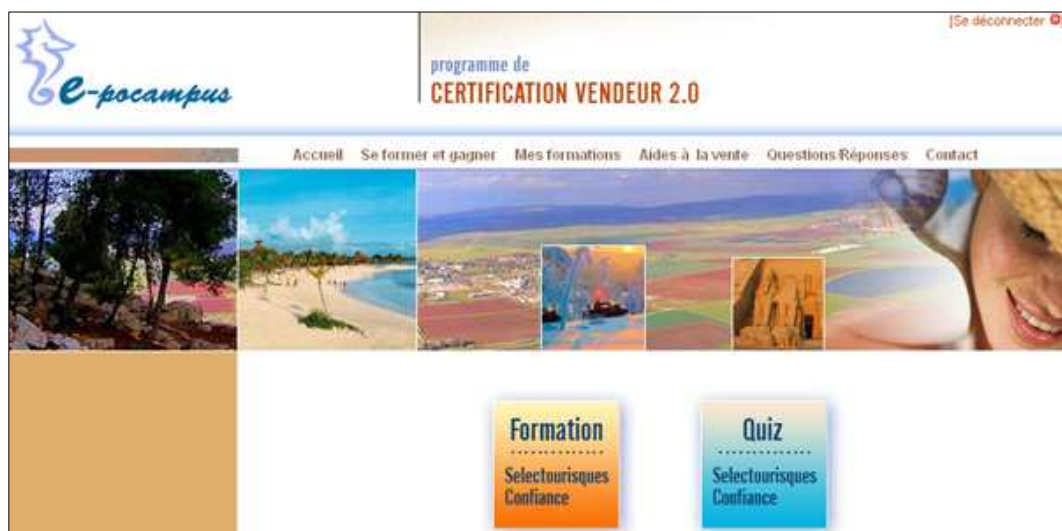 [Se déconnecter
e-pocampus
programme de
CERTIFICATION VENDEUR 2.0
Accueil Se former et gagner Mes formations Aides à la vente Questions/Réponses Contact
Formation
Selectourisques
Confiance
Quiz
Selectourisques
Confiance